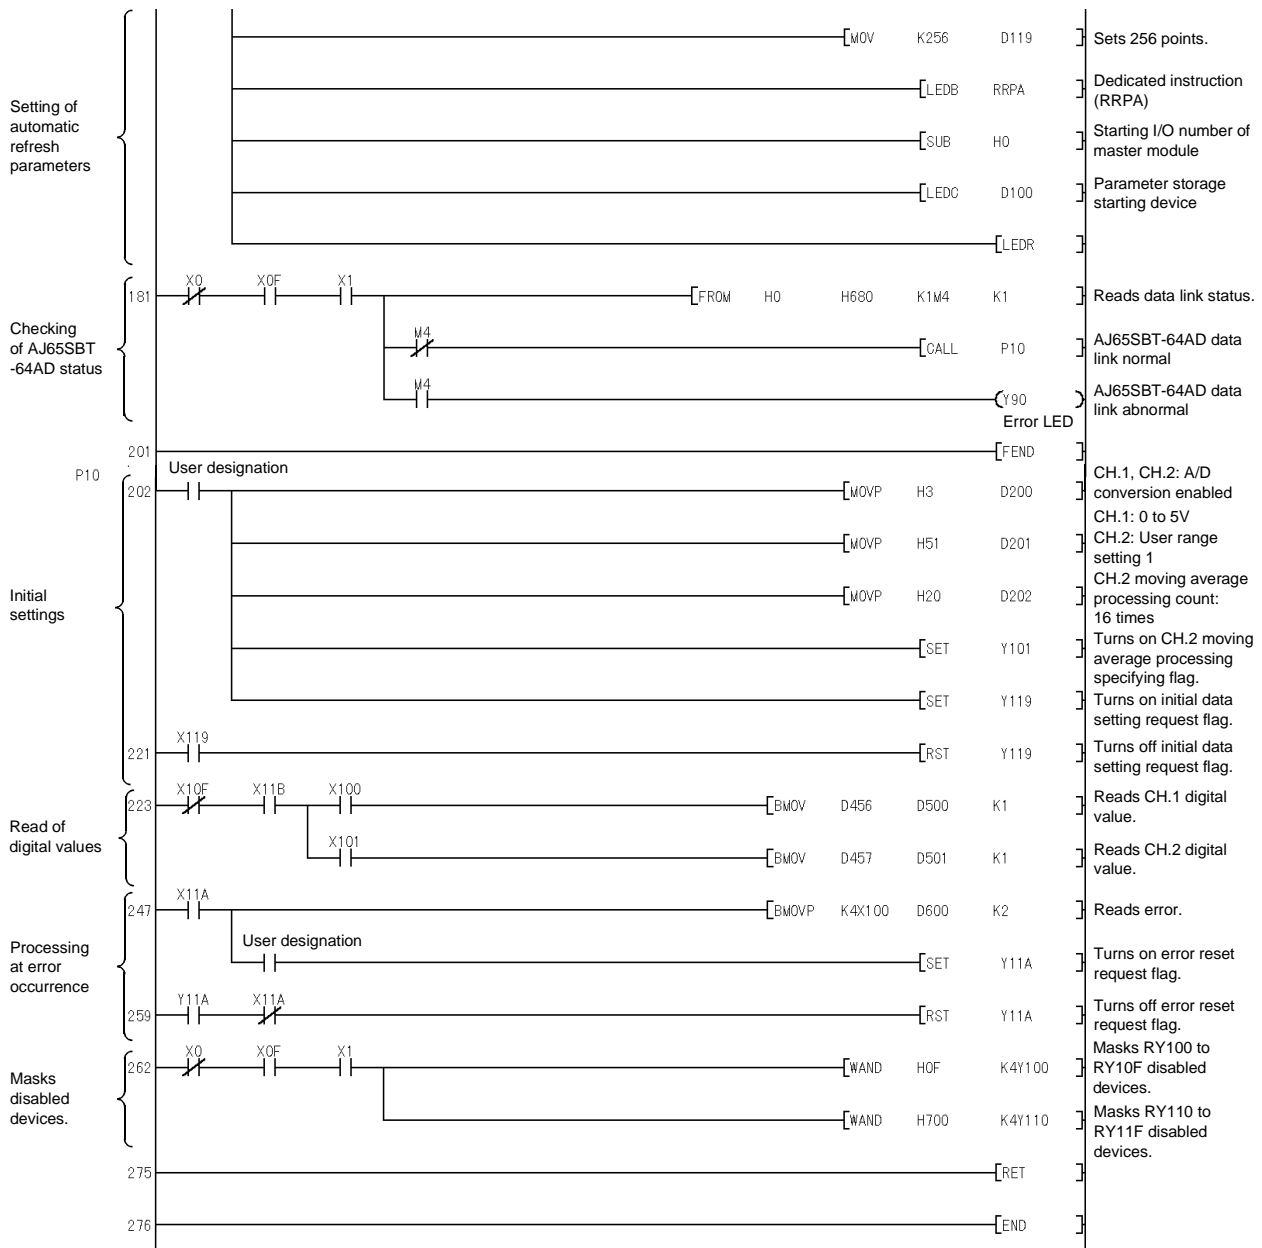 Setting of
automatic
refresh
parameters
MOV K256 D119
Sets 256 points.
LEDB RRPA
Dedicated instruction
(RRPA)
SUB H0
Starting I/O number of
master module
LEDC D100
Parameter storage
starting device
LEDR
Checking
of AJ65SBT
-64AD status
181 X0 X0F X1
FROM H0 H680 K1M4 K1
Reads data link status.
M4
CALL P10
AJ65SBT-64AD data
link normal
M4
Y90
Error LED
AJ65SBT-64AD data
link abnormal
201
FEND
P10
Initial
settings
User designation
202
MOVP H3 D200
CH.1, CH.2: A/D
conversion enabled
MOVP H51 D201
CH.1: 0 to 5V
CH.2: User range
setting 1
MOVP H20 D202
CH.2 moving average
processing count:
16 times
SET Y101
Turns on CH.2 moving
average processing
specifying flag.
SET Y119
Turns on initial data
setting request flag.
221 X119
RST Y119
Turns off initial data
setting request flag.
Read of
digital values
223 X10F X11B X100
BMOV D456 D500 K1
Reads CH.1 digital
value.
X101
BMOV D457 D501 K1
Reads CH.2 digital
value.
Processing
at error
occurrence
247 X11A
BMOVP K4X100 D600 K2
Reads error.
User designation
SET Y11A
Turns on error reset
request flag.
259 Y11A X11A
RST Y11A
Turns off error reset
request flag.
Masks
disabled
devices.
262 X0 X0F X1
WAND H0F K4Y100
Masks RY100 to
RY10F disabled
devices.
WAND H700 K4Y110
Masks RY110 to
RY11F disabled
devices.
275
RET
276
END